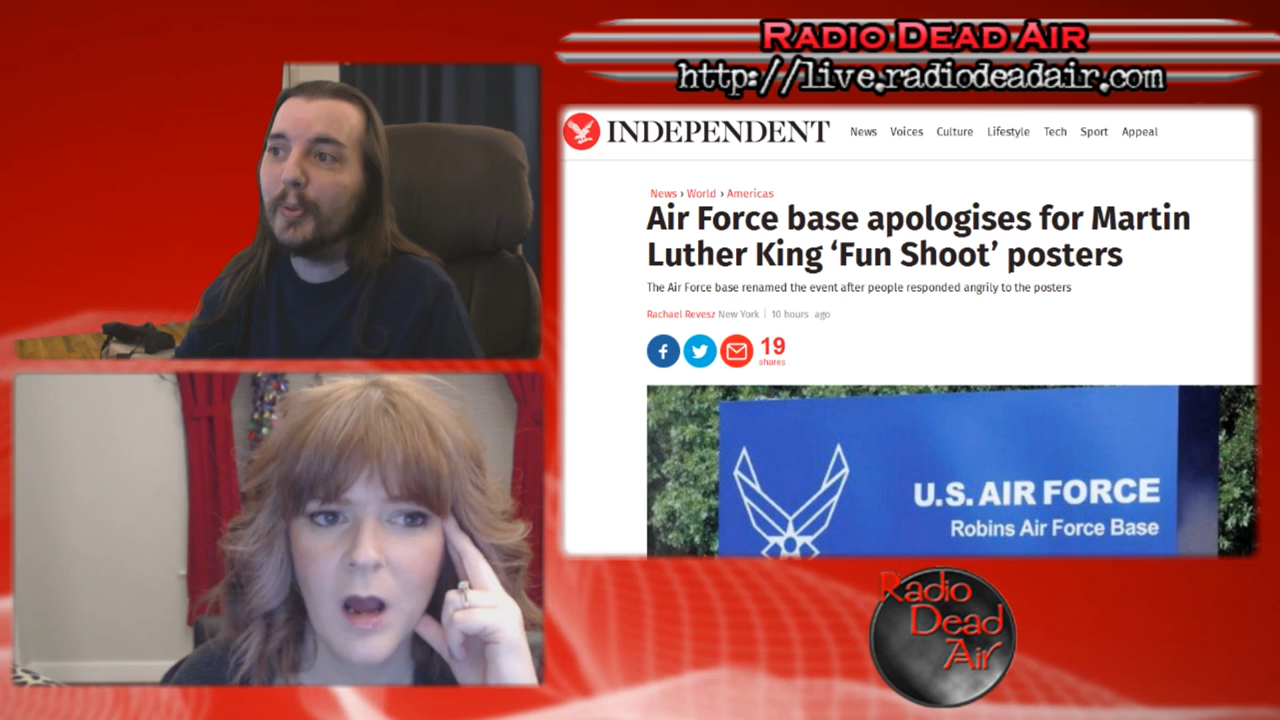 RADIO DEAD AIR
http://live.radiodeadair.com
INDEPENDENT News Voices Culture Lifestyle Tech Sport Appeal
News › World › Americas
Air Force base apologises for Martin
Luther King ‘Fun Shoot’ posters
The Air Force base renamed the event after people responded angrily to the posters
Rachael Revesz New York | 10 hours ago
19
shares
U.S. AIR FORCE
Robins Air Force Base
Radio
Dead
Air